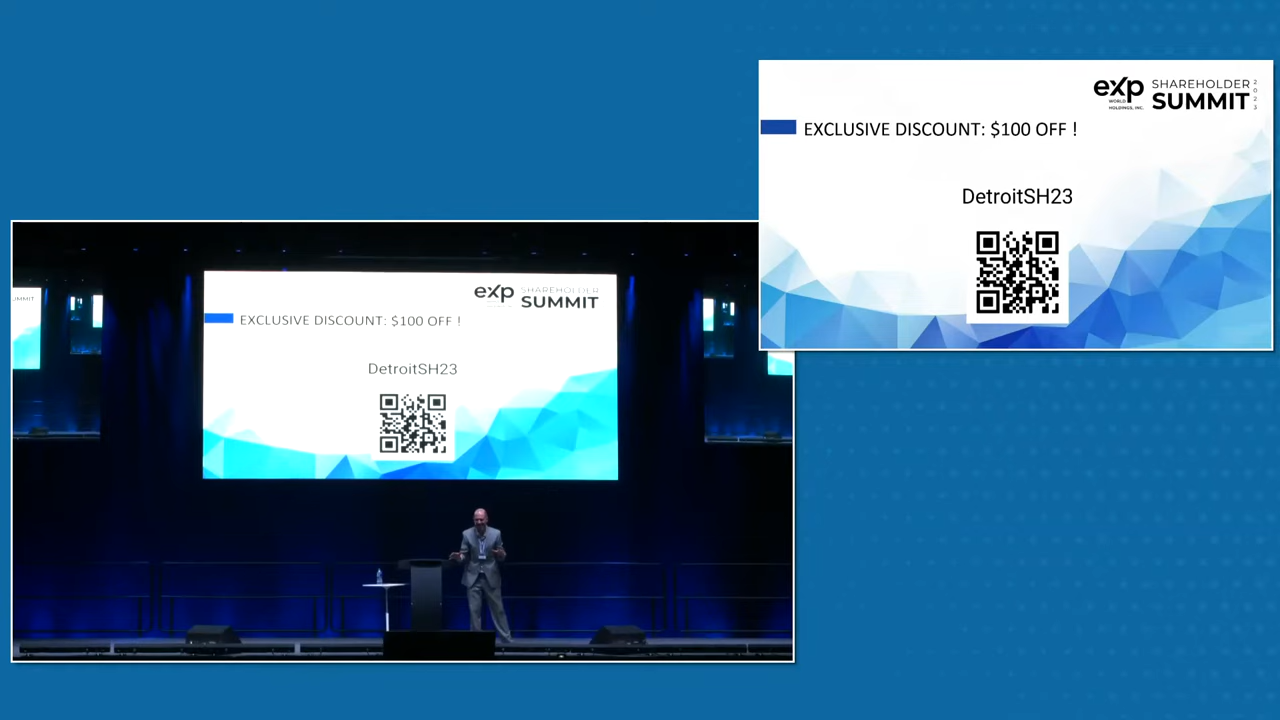 exp
WORLD
HOLDINGS, INC.
SHAREHOLDER
SUMMIT
2023
EXCLUSIVE DISCOUNT: $100 OFF !
DetroitSH23
exp SHAREHOLDER
SUMMIT
EXCLUSIVE DISCOUNT: $100 OFF !
DetroitSH23
UMMIT